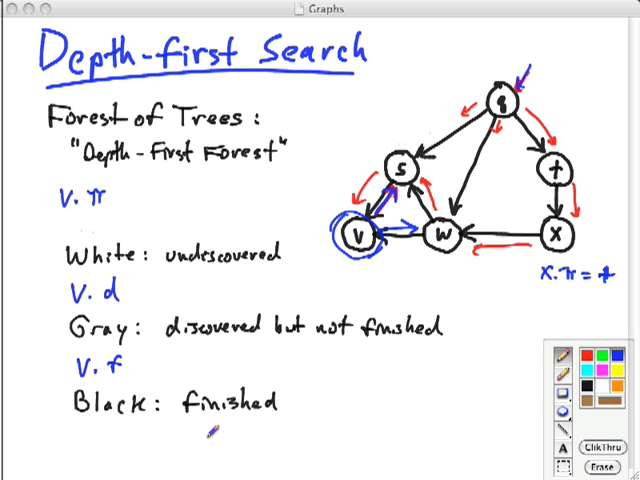 Graphs
Depth-first Search
Forest of Trees:
"Depth-First Forest"
V.π
White: undiscovered
V.d
Gray: discovered but not finished
V.f
Black: finished
q
s
t
v
w
x
x.π = t
A
ClikThru
Erase